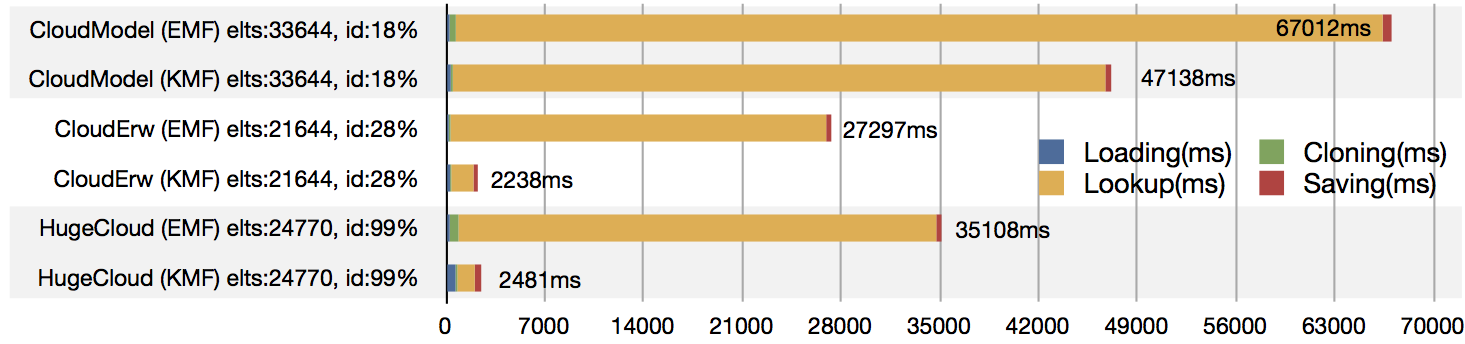 CloudModel (EMF) elts:33644, id:18%
67012ms
CloudModel (KMF) elts:33644, id:18%
47138ms
CloudErw (EMF) elts:21644, id:28%
27297ms
CloudErw (KMF) elts:21644, id:28%
2238ms
HugeCloud (EMF) elts:24770, id:99%
35108ms
HugeCloud (KMF) elts:24770, id:99%
2481ms
Loading(ms) Cloning(ms)
Lookup(ms) Saving(ms)
0 7000 14000 21000 28000 35000 42000 49000 56000 63000 70000